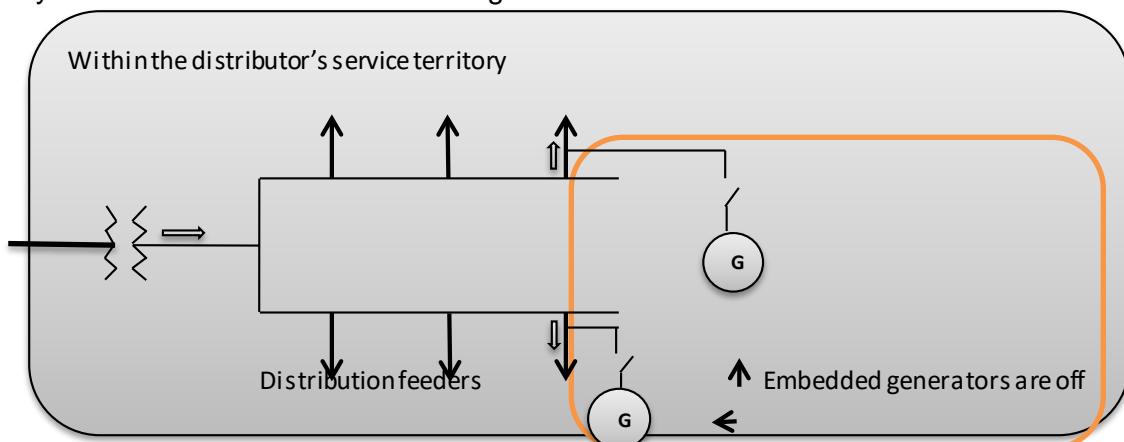 Within the distributor's service territory
G
Distribution feeders
Embedded generators are off
G